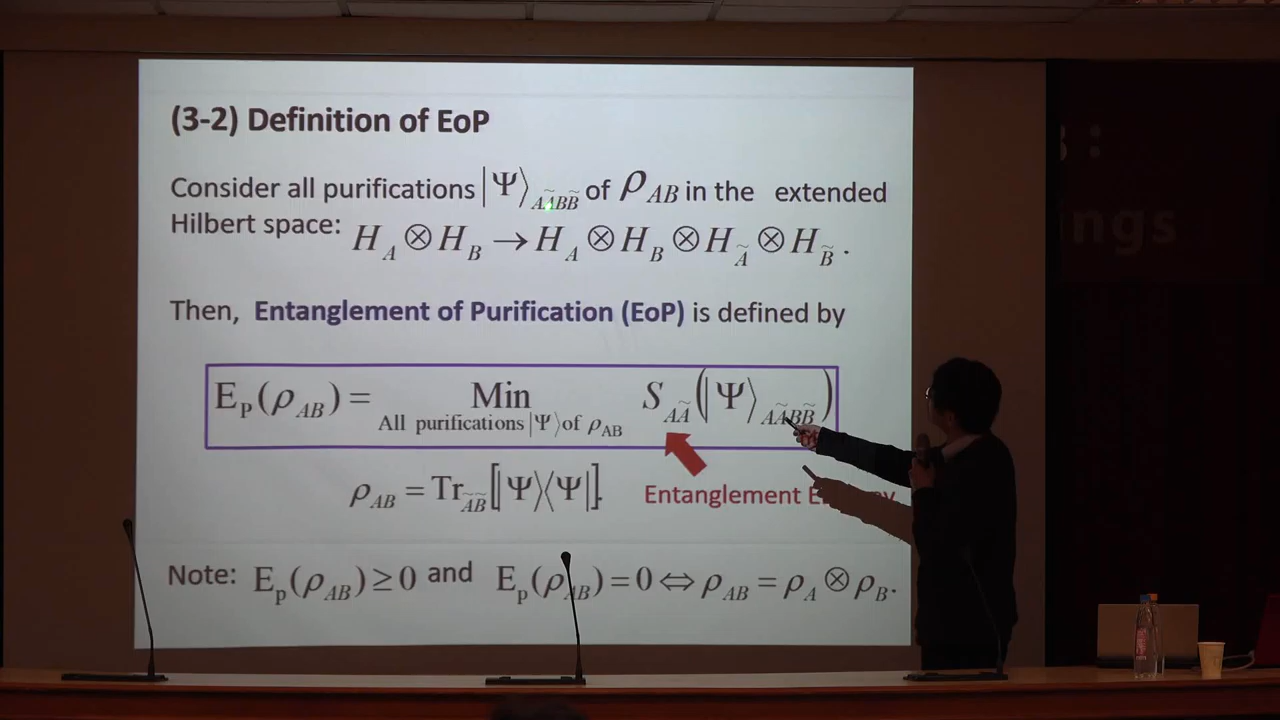 (3-2) Definition of EoP
Consider all purifications |Ψ⟩_{AÃBB̃} of ρ_{AB} in the extended
Hilbert space: H_A ⊗ H_B → H_A ⊗ H_B ⊗ H_Ã ⊗ H_B̃ .
Then, Entanglement of Purification (EoP) is defined by
E_p(ρ_{AB}) = Min S_{AÃ}(|Ψ⟩_{AÃBB̃})
All purifications |Ψ⟩ of ρ_{AB}
ρ_{AB} = Tr_{ÃB̃}[|Ψ⟩⟨Ψ|].
Entanglement
Note: E_p(ρ_{AB}) ≥ 0 and E_p(ρ_{AB}) = 0 ⇔ ρ_{AB} = ρ_A ⊗ ρ_B.